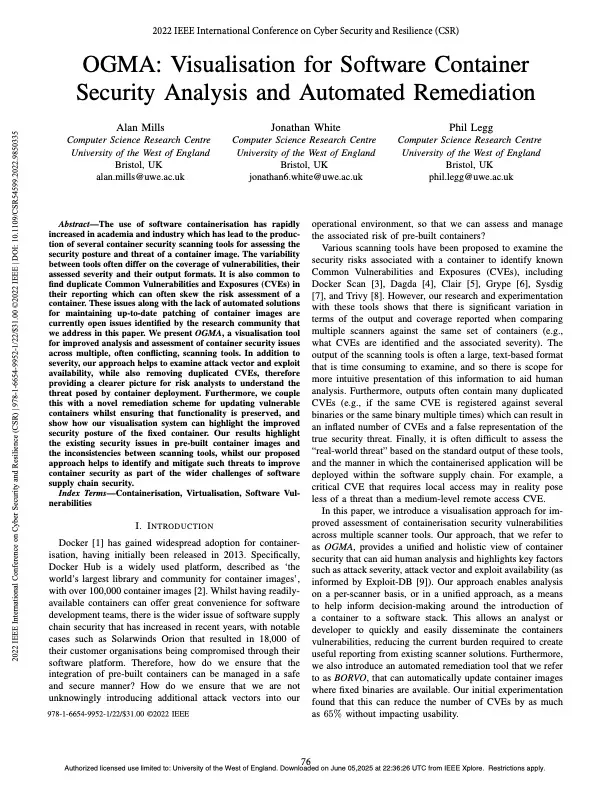 2022 IEEE International Conference on Cyber Security and Resilience (CSR)
OGMA: Visualisation for Software Container
Security Analysis and Automated Remediation
Alan Mills
Computer Science Research Centre
University of the West of England
Bristol, UK
alan.mills@uwe.ac.uk
Jonathan White
Computer Science Research Centre
University of the West of England
Bristol, UK
jonathan6.white@uwe.ac.uk
Phil Legg
Computer Science Research Centre
University of the West of England
Bristol, UK
phil.legg@uwe.ac.uk
2022 IEEE International Conference on Cyber Security and Resilience (CSR) | 978-1-6654-9952-1/22/$31.00 ©2022 IEEE | DOI: 10.1109/CSR54599.2022.9850335
Abstract—The use of software containerisation has rapidly
increased in academia and industry which has lead to the produc-
tion of several container security scanning tools for assessing the
security posture and threat of a container image. The variability
between tools often differ on the coverage of vulnerabilities, their
assessed severity and their output formats. It is also common to
find duplicate Common Vulnerabilities and Exposures (CVEs) in
their reporting which can often skew the risk assessment of a
container. These issues along with the lack of automated solutions
for maintaining up-to-date patching of container images are
currently open issues identified by the research community that
we address in this paper. We present OGMA, a visualisation tool
for improved analysis and assessment of container security issues
across multiple, often conflicting, scanning tools. In addition to
severity, our approach helps to examine attack vector and exploit
availability, while also removing duplicated CVEs, therefore
providing a clearer picture for risk analysts to understand the
threat posed by container deployment. Furthermore, we couple
this with a novel remediation scheme for updating vulnerable
containers whilst ensuring that functionality is preserved, and
show how our visualisation system can highlight the improved
security posture of the fixed container. Our results highlight
the existing security issues in pre-built container images and
the inconsistencies between scanning tools, whilst our proposed
approach helps to identify and mitigate such threats to improve
container security as part of the wider challenges of software
supply chain security.
Index Terms—Containerisation, Virtualisation, Software Vul-
nerabilities
I. INTRODUCTION
Docker [1] has gained widespread adoption for container-
isation, having initially been released in 2013. Specifically,
Docker Hub is a widely used platform, described as ‘the
world's largest library and community for container images’,
with over 100,000 container images [2]. Whilst having readily-
available containers can offer great convenience for software
development teams, there is the wider issue of software supply
chain security that has increased in recent years, with notable
cases such as Solarwinds Orion that resulted in 18,000 of
their customer organisations being compromised through their
software platform. Therefore, how do we ensure that the
integration of pre-built containers can be managed in a safe
and secure manner? How do we ensure that we are not
unknowingly introducing additional attack vectors into our
978-1-6654-9952-1/22/$31.00 ©2022 IEEE
operational environment, so that we can assess and manage
the associated risk of pre-built containers?
Various scanning tools have been proposed to examine the
security risks associated with a container to identify known
Common Vulnerabilities and Exposures (CVEs), including
Docker Scan [3], Dagda [4], Clair [5], Grype [6], Sysdig
[7], and Trivy [8]. However, our research and experimentation
with these tools shows that there is significant variation in
terms of the output and coverage reported when comparing
multiple scanners against the same set of containers (e.g.,
what CVEs are identified and the associated severity). The
output of the scanning tools is often a large, text-based format
that is time consuming to examine, and so there is scope for
more intuitive presentation of this information to aid human
analysis. Furthermore, outputs often contain many duplicated
CVEs (e.g., if the same CVE is registered against several
binaries or the same binary multiple times) which can result in
an inflated number of CVEs and a false representation of the
true security threat. Finally, it is often difficult to assess the
“real-world threat” based on the standard output of these tools,
and the manner in which the containerised application will be
deployed within the software supply chain. For example, a
critical CVE that requires local access may in reality pose
less of a threat than a medium-level remote access CVE.
In this paper, we introduce a visualisation approach for im-
proved assessment of containerisation security vulnerabilities
across multiple scanner tools. Our approach, that we refer to
as OGMA, provides a unified and holistic view of container
security that can aid human analysis and highlights key factors
such as attack severity, attack vector and exploit availability (as
informed by Exploit-DB [9]). Our approach enables analysis
on a per-scanner basis, or in a unified approach, as a means
to help inform decision-making around the introduction of
a container to a software stack. This allows an analyst or
developer to quickly and easily disseminate the containers
vulnerabilities, reducing the current burden required to create
useful reporting from existing scanner solutions. Furthermore,
we also introduce an automated remediation tool that we refer
to as BORVO, that can automatically update container images
where fixed binaries are available. Our initial experimentation
found that this can reduce the number of CVEs by as much
as 65% without impacting usability.
76
Authorized licensed use limited to: University of the West of England. Downloaded on June 05,2025 at 22:36:26 UTC from IEEE Xplore. Restrictions apply.